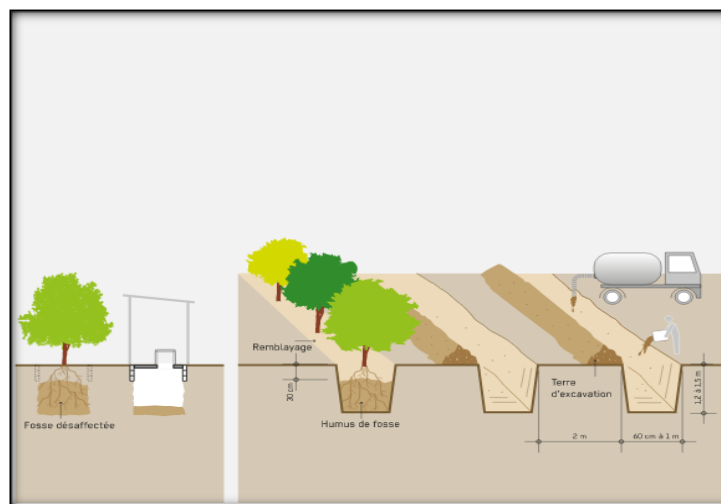 Remblayage
30 cm
Fosse désaffectée
Humus de fosse
Terre
d'excavation
2 m
60 cm à 1 m
1,2 à 1,5 m